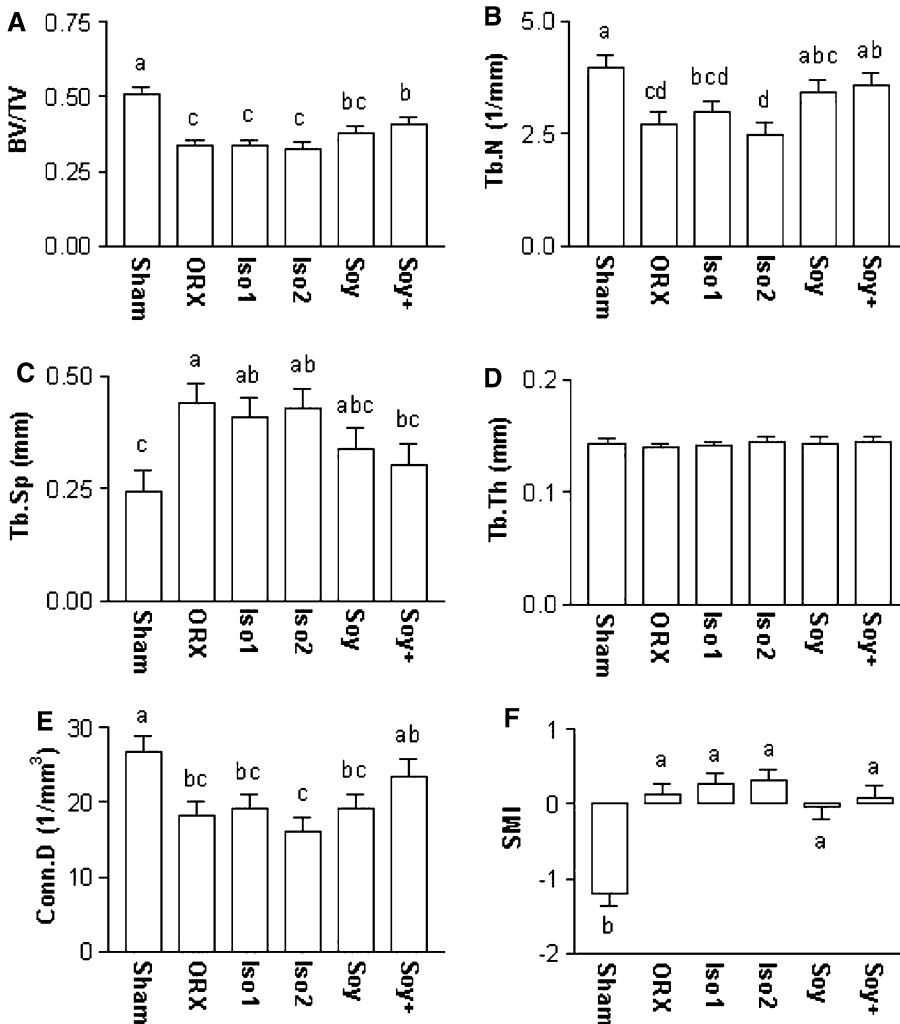 A
BV/TV
0.75
0.50
0.25
0.00
a
c
c
c
bc
b
Sham
ORX
Iso1
Iso2
Soy
Soy+
B
Tb.N (1/mm)
5.0
2.5
0.0
a
cd
bcd
d
abc
ab
Sham
ORX
Iso1
Iso2
Soy
Soy+
C
Tb.Sp (mm)
0.50
0.25
0.00
c
a
ab
ab
abc
bc
Sham
ORX
Iso1
Iso2
Soy
Soy+
D
Tb.Th (mm)
0.2
0.1
0.0
Sham
ORX
Iso1
Iso2
Soy
Soy+
E
Conn.D (1/mm³)
30
20
10
0
a
bc
bc
c
bc
ab
Sham
ORX
Iso1
Iso2
Soy
Soy+
F
SMI
1
0
-1
-2
b
a
a
a
a
a
Sham
ORX
Iso1
Iso2
Soy
Soy+